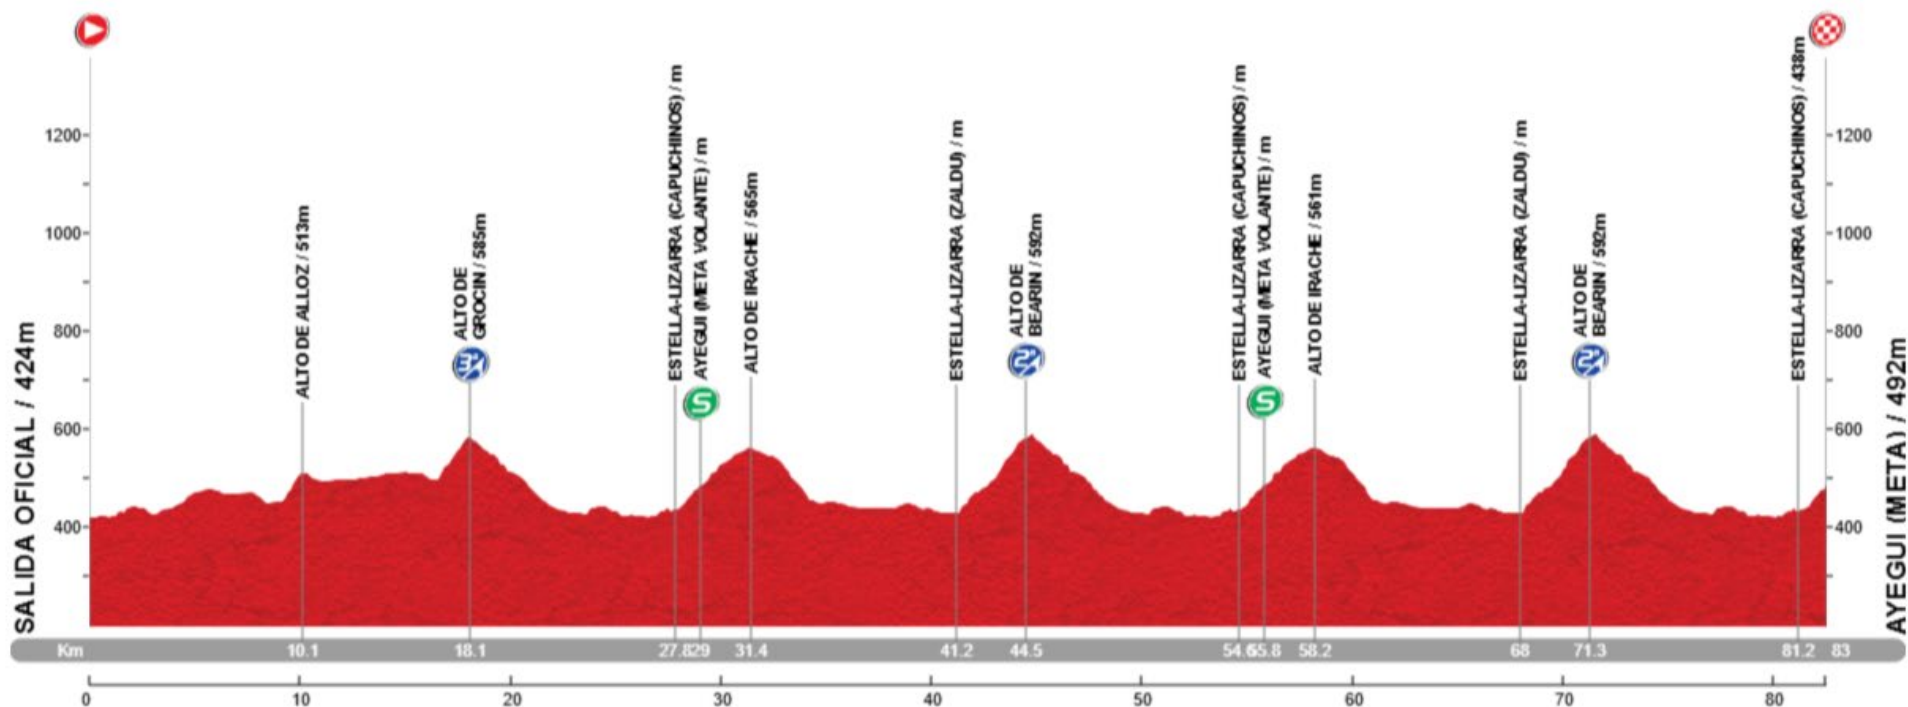 SALIDA OFICIAL / 424m
1200
1000
800
600
400
ALTO DE ALLOZ / 513m
ALTO DE
GROCIN / 585m
3ª
ESTELLA-LIZARRA (CAPUCHINOS) / m
AYEGUI (META VOLANTE) / m
S
ALTO DE IRACHE / 565m
ESTELLA-LIZARRA (ZALDU) / m
ALTO DE
BEARIN / 592m
2ª
ESTELLA-LIZARRA (CAPUCHINOS) / m
AYEGUI (META VOLANTE) / m
S
ALTO DE IRACHE / 561m
ESTELLA-LIZARRA (ZALDU) / m
ALTO DE
BEARIN / 592m
2ª
ESTELLA-LIZARRA (CAPUCHINOS) / 438m
1200
1000
800
600
400
AYEGUI (META) / 492m
Km 10.1 18.1 27.8 29 31.4 41.2 44.5 54.6 55.8 58.2 68 71.3 81.2 83
0 10 20 30 40 50 60 70 80